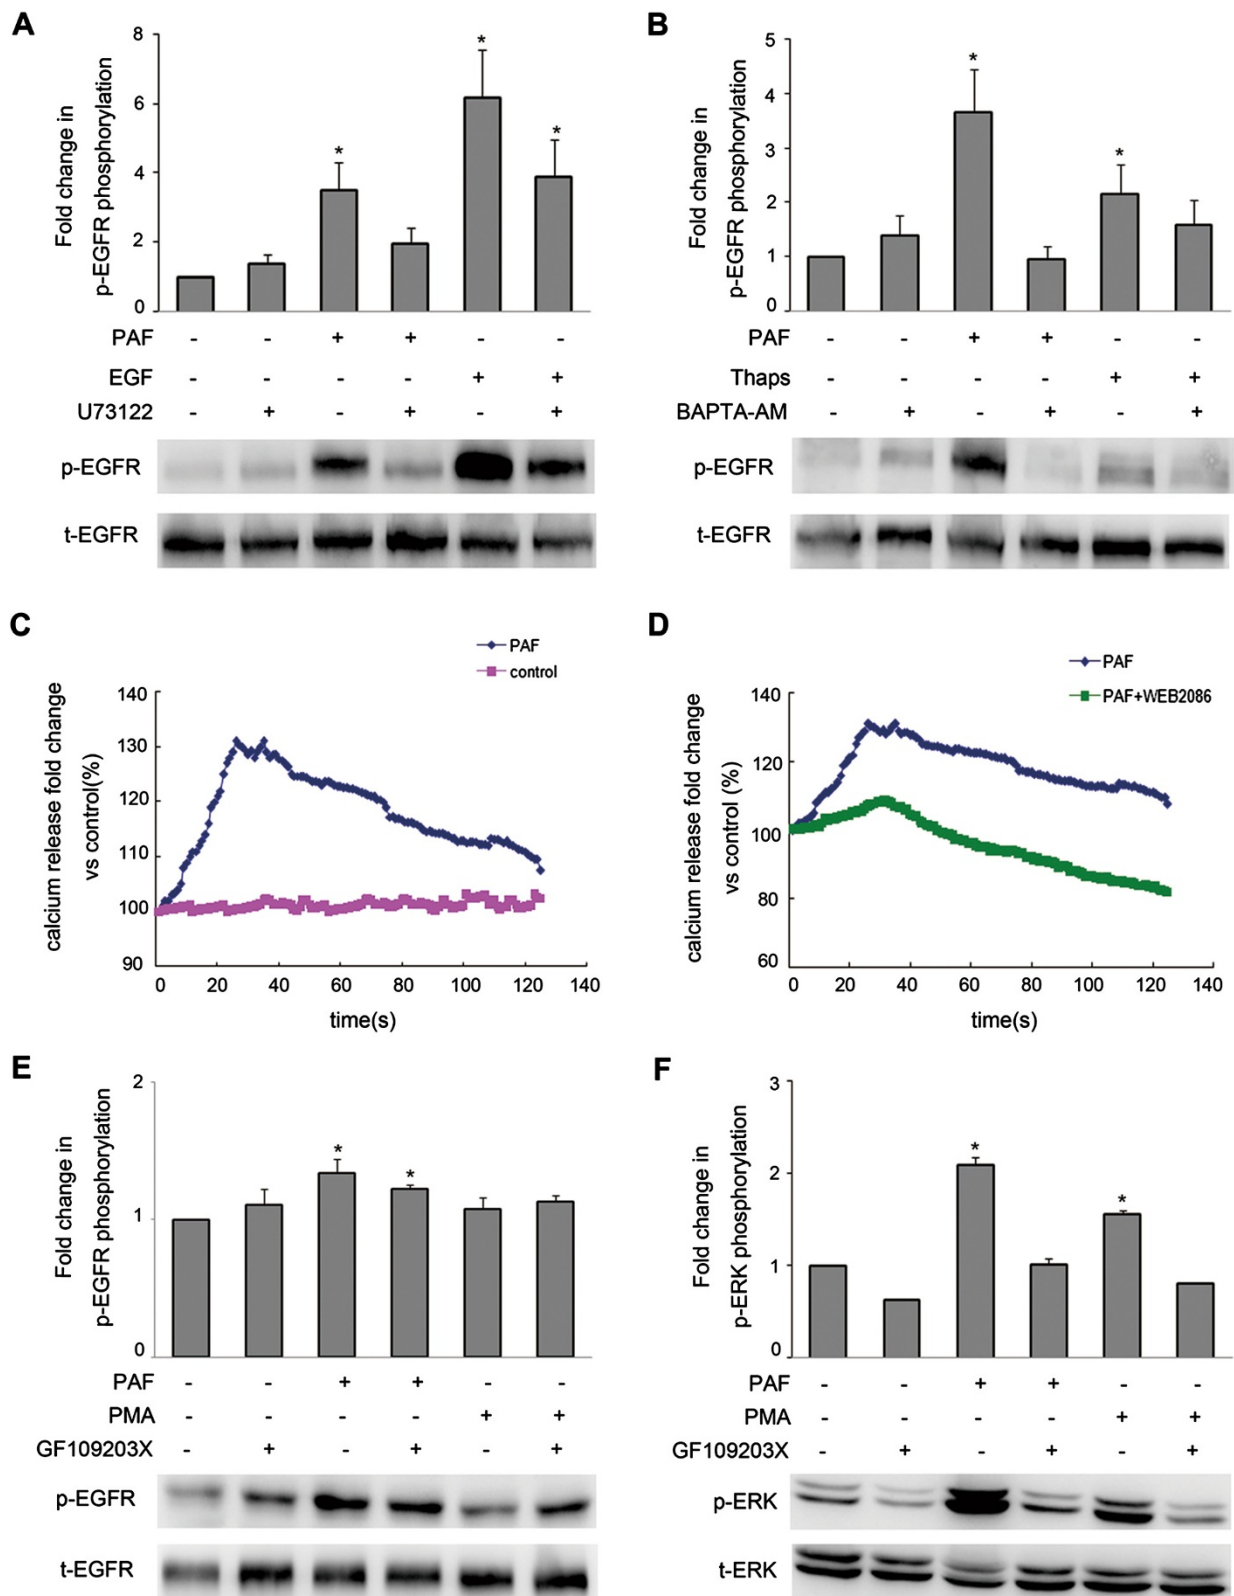 A
Fold change in
p-EGFR phosphorylation
8
6
4
2
0
* * *
PAF - - + + - -
EGF - - - - + +
U73122 - + - + - +
p-EGFR
t-EGFR
B
Fold change in
p-EGFR phosphorylation
5
4
3
2
1
0
* *
PAF - - + + - -
Thaps - - - - + +
BAPTA-AM - + - + - +
p-EGFR
t-EGFR
C
PAF
control
calcium release fold change
vs control(%)
140
130
120
110
100
90
0 20 40 60 80 100 120 140
time(s)
D
PAF
PAF+WEB2086
calcium release fold change
vs control (%)
140
120
100
80
60
0 20 40 60 80 100 120 140
time(s)
E
Fold change in
p-EGFR phosphorylation
2
1
0
* *
PAF - - + + - -
PMA - - - - + +
GF109203X - + - + - +
p-EGFR
t-EGFR
F
Fold change in
p-ERK phosphorylation
3
2
1
0
* *
PAF - - + + - -
PMA - - - - + +
GF109203X - + - + - +
p-ERK
t-ERK